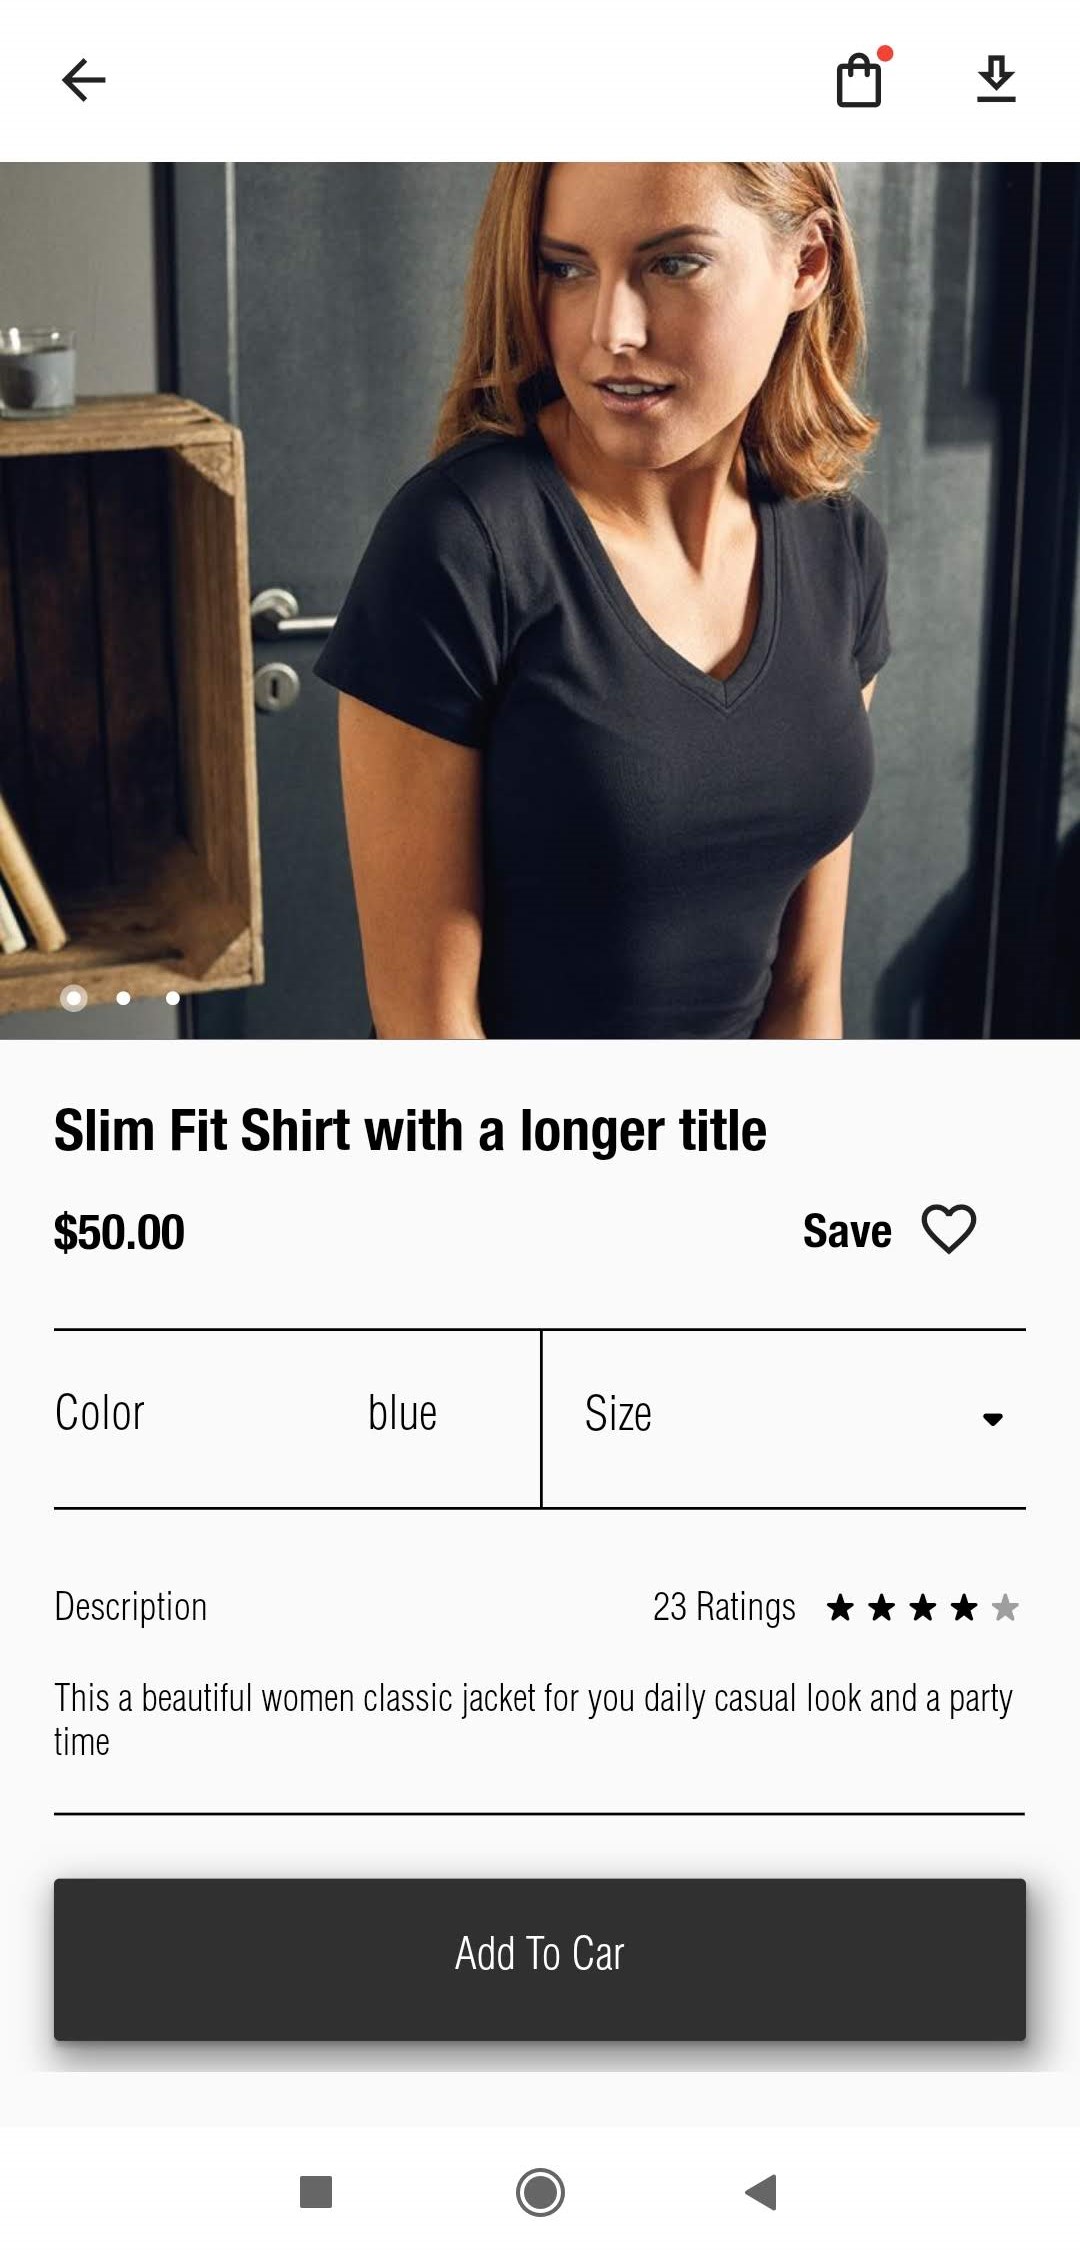 Slim Fit Shirt with a longer title
$50.00
Save
Color blue Size
Description 23 Ratings
This a beautiful women classic jacket for you daily casual look and a party
time
Add To Car